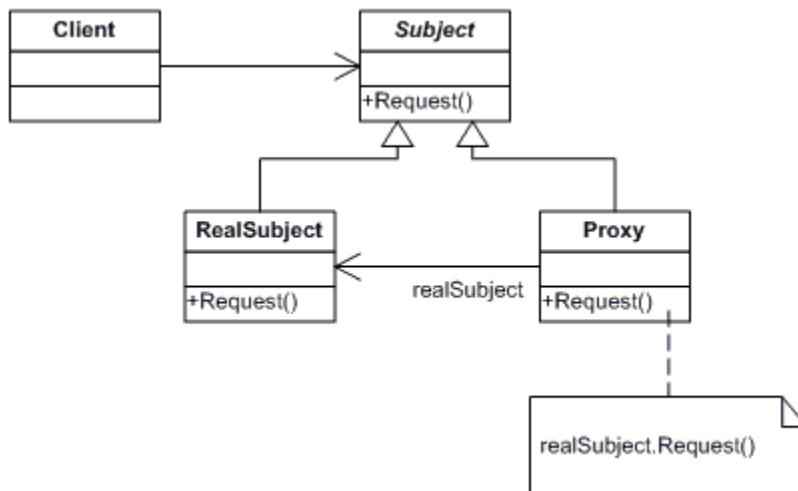 Client
Subject
+Request()
RealSubject
+Request()
Proxy
+Request()
realSubject
realSubject.Request()